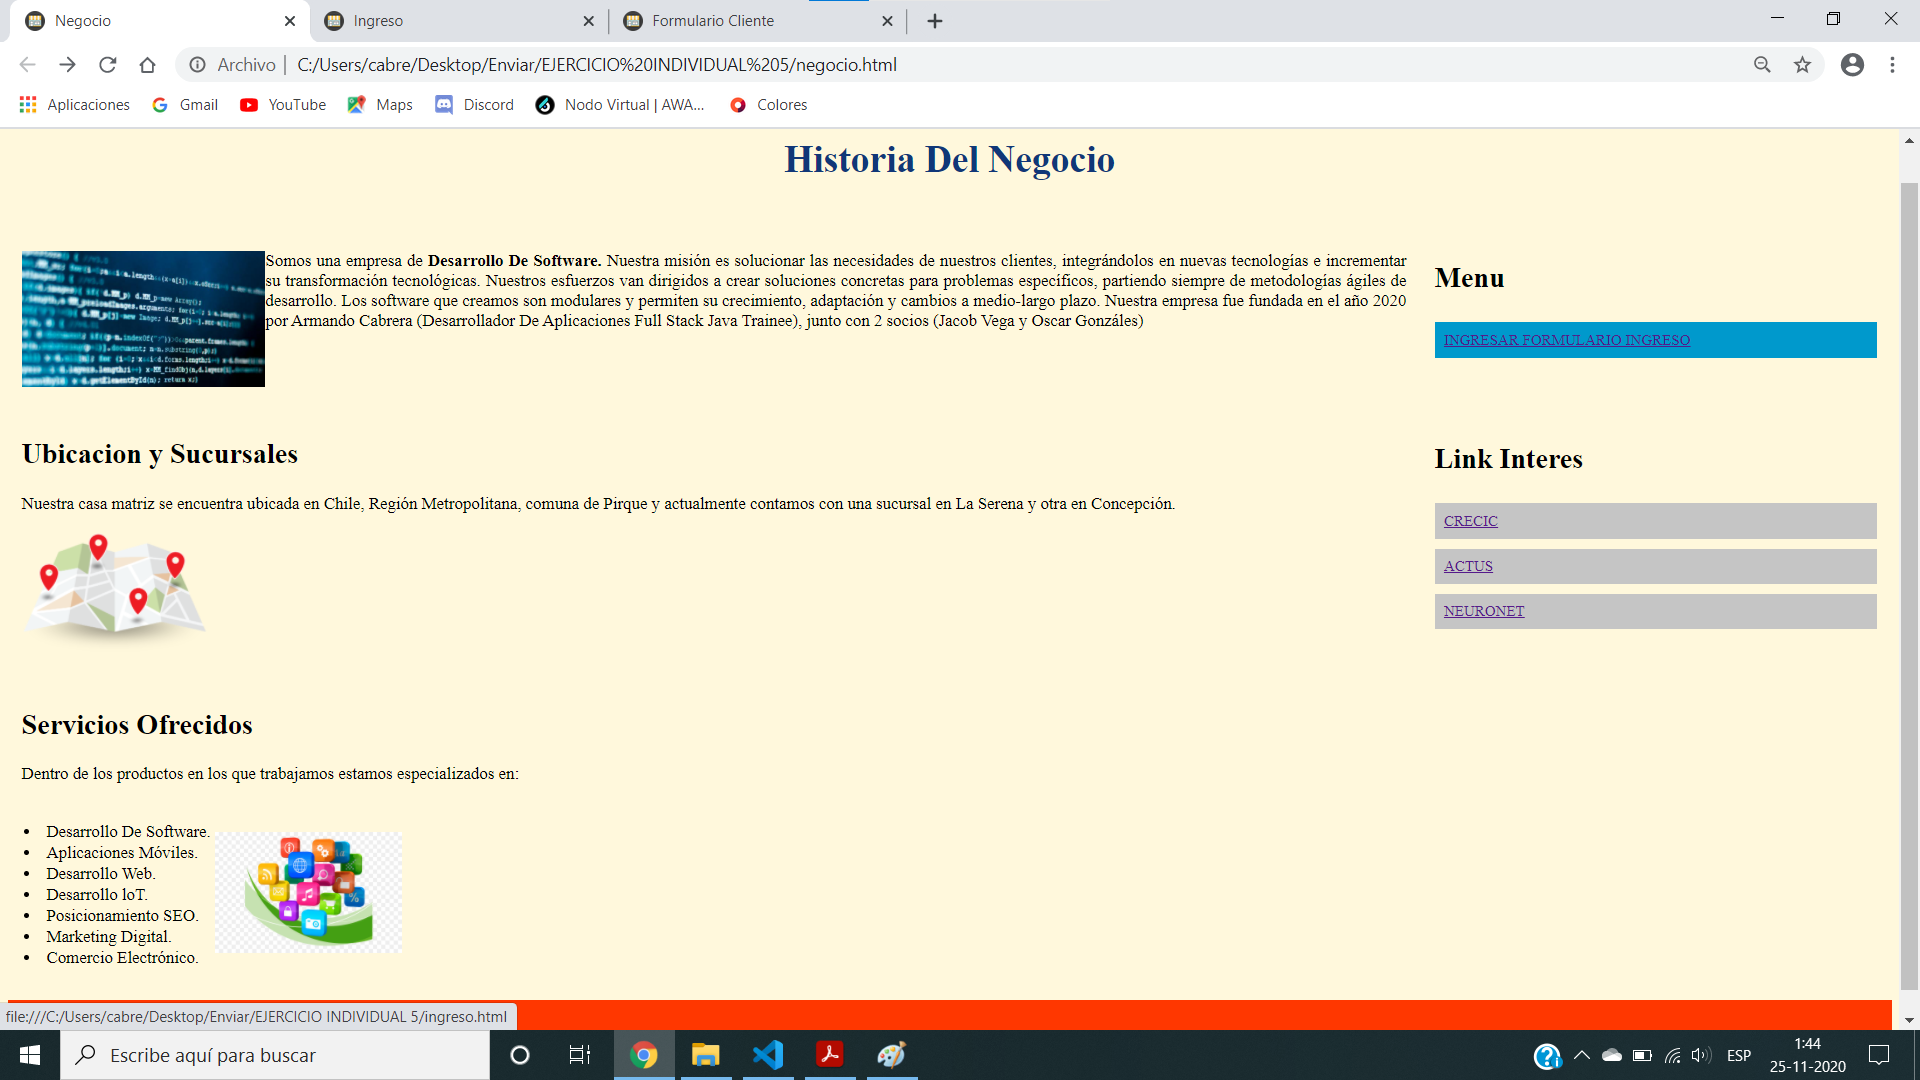 Negocio
Ingreso
Formulario Cliente
Archivo | C:/Users/cabre/Desktop/Enviar/EJERCICIO%20INDIVIDUAL%205/negocio.html
Aplicaciones
Gmail
YouTube
Maps
Discord
Nodo Virtual | AWA...
Colores
Historia Del Negocio
Somos una empresa de Desarrollo De Software. Nuestra misión es solucionar las necesidades de nuestros clientes, integrándolos en nuevas tecnologías e incrementar
su transformación tecnológicas. Nuestros esfuerzos van dirigidos a crear soluciones concretas para problemas específicos, partiendo siempre de metodologías ágiles de
desarrollo. Los software que creamos son modulares y permiten su crecimiento, adaptación y cambios a medio-largo plazo. Nuestra empresa fue fundada en el año 2020
por Armando Cabrera (Desarrollador De Aplicaciones Full Stack Java Trainee), junto con 2 socios (Jacob Vega y Oscar Gonzáles)
Menu
INGRESAR FORMULARIO INGRESO
Ubicacion y Sucursales
Nuestra casa matriz se encuentra ubicada en Chile, Región Metropolitana, comuna de Pirque y actualmente contamos con una sucursal en La Serena y otra en Concepción.
Link Interes
CRECIC
ACTUS
NEURONET
Servicios Ofrecidos
Dentro de los productos en los que trabajamos estamos especializados en:
• Desarrollo De Software.
• Aplicaciones Móviles.
• Desarrollo Web.
• Desarrollo loT.
• Posicionamiento SEO.
• Marketing Digital.
• Comercio Electrónico.
file:///C:/Users/cabre/Desktop/Enviar/EJERCICIO INDIVIDUAL 5/ingreso.html
Escribe aquí para buscar
ESP
1:44
25-11-2020